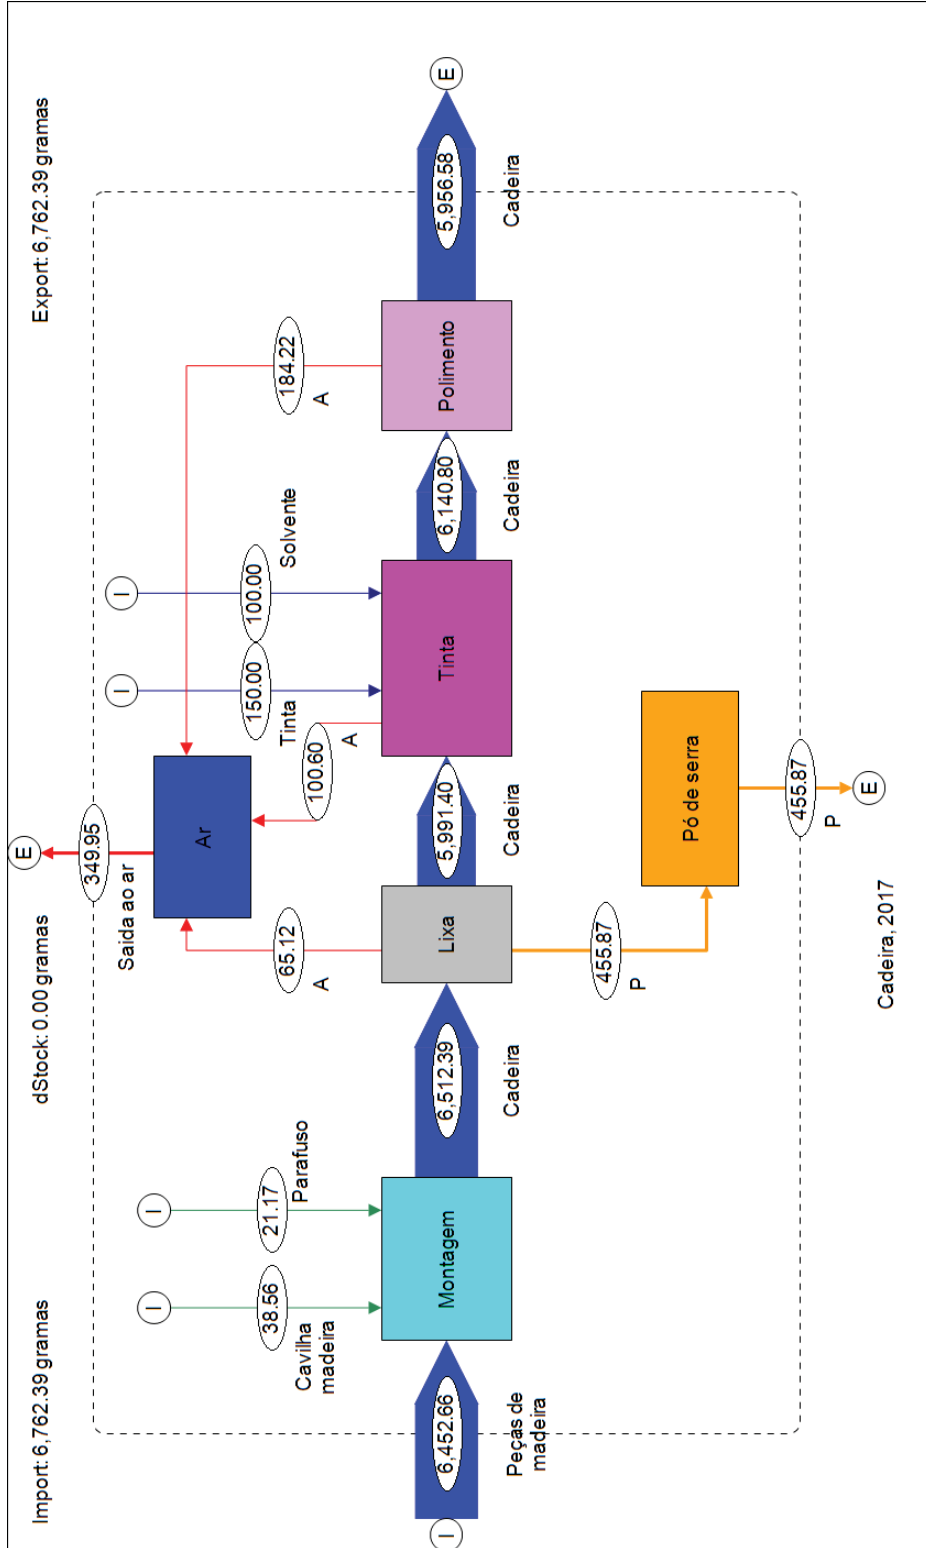 Import: 6,762.39 gramas
dStock: 0.00 gramas
Export: 6,762.39 gramas
E
349.95
Saida ao ar
Ar
I
38.56
Cavilha
madeira
I
21.17
Parafuso
65.12
A
100.60
A
I
150.00
Tinta
I
100.00
Solvente
184.22
A
I
6,452.66
Peças de
madeira
Montagem
6,512.39
Cadeira
Lixa
5,991.40
Cadeira
Tinta
6,140.80
Cadeira
Polimento
5,956.58
Cadeira
E
455.87
P
Pó de serra
455.87
P
E
Cadeira, 2017